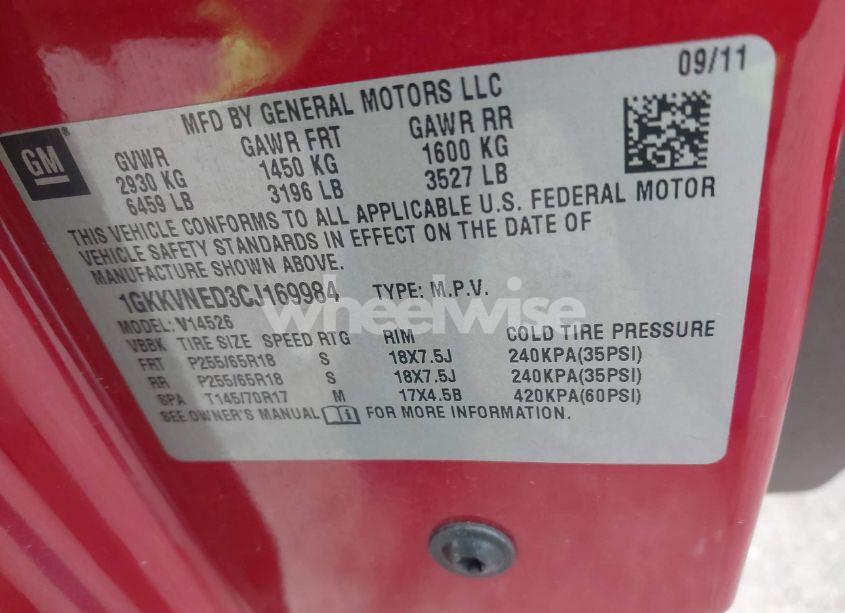 09/11
MFD BY GENERAL MOTORS LLC
GM
GVWR GAWR FRT GAWR RR
2930 KG 1450 KG 1600 KG
6459 LB 3196 LB 3527 LB
THIS VEHICLE CONFORMS TO ALL APPLICABLE U.S. FEDERAL MOTOR
VEHICLE SAFETY STANDARDS IN EFFECT ON THE DATE OF
MANUFACTURE SHOWN ABOVE.
1GKKVNED3CJ169984 TYPE: M.P.V.
wheelwise
MODEL: V14526
VBBK TIRE SIZE SPEED RTG RIM COLD TIRE PRESSURE
FRT P255/65R18 S 18X7.5J 240KPA(35PSI)
RR P255/65R18 S 18X7.5J 240KPA(35PSI)
SPA T145/70R17 M 17X4.5B 420KPA(60PSI)
SEE OWNER'S MANUAL FOR MORE INFORMATION.